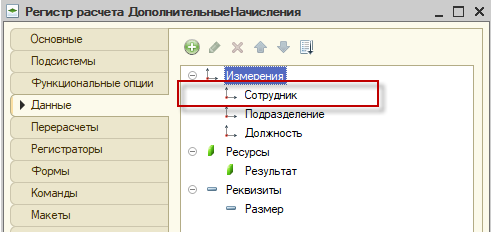 Регистр расчета ДополнительныеНачисления
Основные
Подсистемы
Функциональные опции
Данные
Перерасчеты
Регистраторы
Формы
Команды
Макеты
Измерения
Сотрудник
Подразделение
Должность
Ресурсы
Результат
Реквизиты
Размер